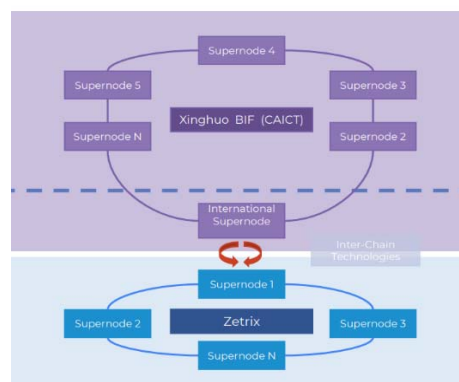 Supernode 4
Supernode 5
Supernode 3
Xinghuo BIF (CAICT)
Supernode N
Supernode 2
International
Supernode
Inter-Chain
Technologies
Supernode 1
Supernode 2
Zetrix
Supernode 3
Supernode N